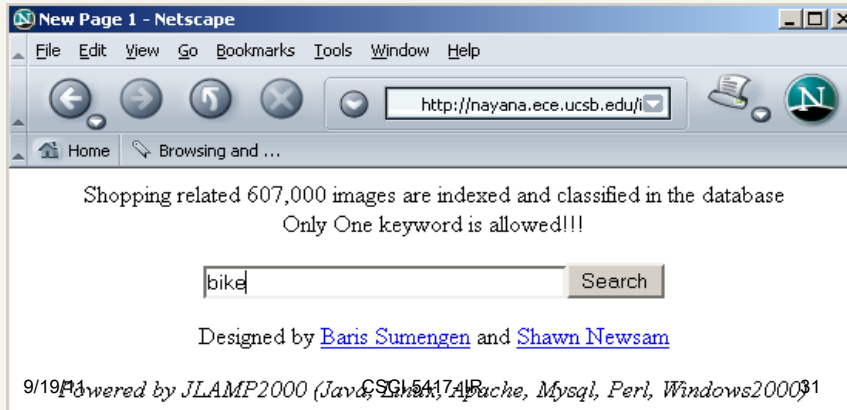 New Page 1 - Netscape
File Edit View Go Bookmarks Tools Window Help
http://nayana.ece.ucsb.edu/i
N
Home Browsing and ...
Shopping related 607,000 images are indexed and classified in the database
Only One keyword is allowed!!!
bike Search
Designed by Baris Sumengen and Shawn Newsam
Powered by JLAMP2000 (Java, Linux, Apache, Mysql, Perl, Windows2000)
9/19/11 CSCI 5417 - IR 31